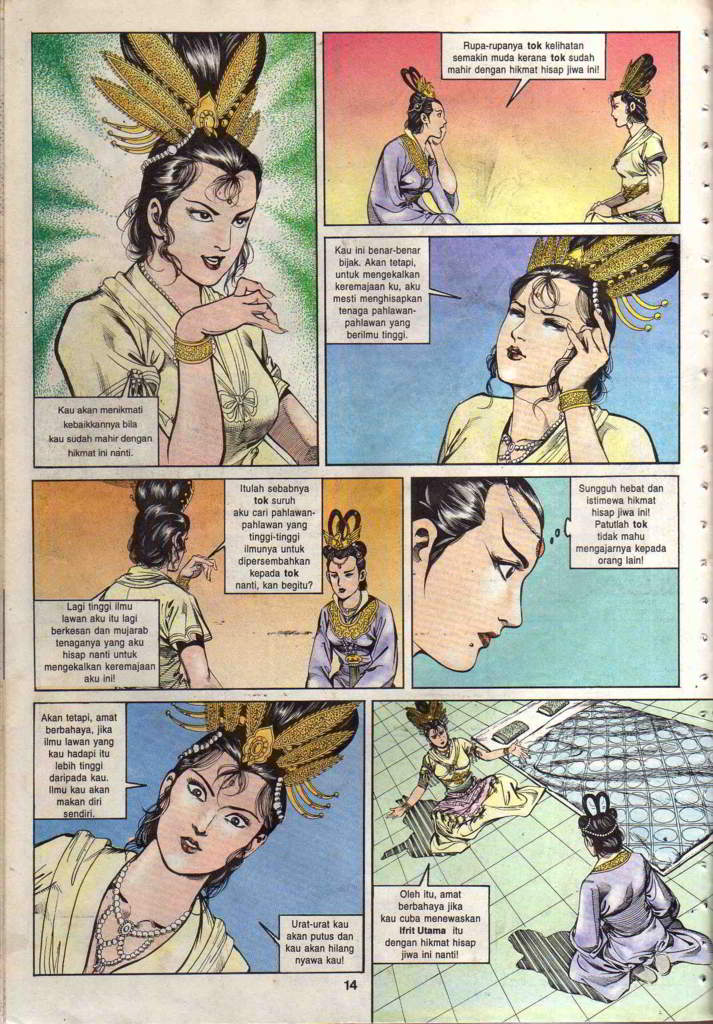 Kau akan menikmati
kebaikkannya bila
kau sudah mahir dengan
hikmat ini nanti.
Rupa-rupanya tok kelihatan
semakin muda kerana tok sudah
mahir dengan hikmat hisap jiwa ini!
Kau ini benar-benar
bijak. Akan tetapi,
untuk mengekalkan
keremajaan ku, aku
mesti menghisapkan
tenaga pahlawan-
pahlawan yang
berilmu tinggi.
Lagi tinggi ilmu
lawan aku itu lagi
berkesan dan mujarab
tenaganya yang aku
hisap nanti untuk
mengekalkan keremajaan
aku ini!
Itulah sebabnya
tok suruh
aku cari pahlawan-
pahlawan yang
tinggi-tinggi
ilmunya untuk
dipersembahkan
kepada tok
nanti, kan begitu?
Sungguh hebat dan
istimewa hikmat
hisap jiwa ini!
Patutlah tok
tidak mahu
mengajarnya kepada
orang lain!
Akan tetapi, amat
berbahaya, jika
ilmu lawan yang
kau hadapi itu
lebih tinggi
daripada kau.
Ilmu kau akan
makan diri
sendiri.
Urat-urat kau
akan putus dan
kau akan hilang
nyawa kau!
Oleh itu, amat
berbahaya jika
kau cuba menewaskan
Ifrit Utama itu
dengan hikmat hisap
jiwa ini nanti!
14